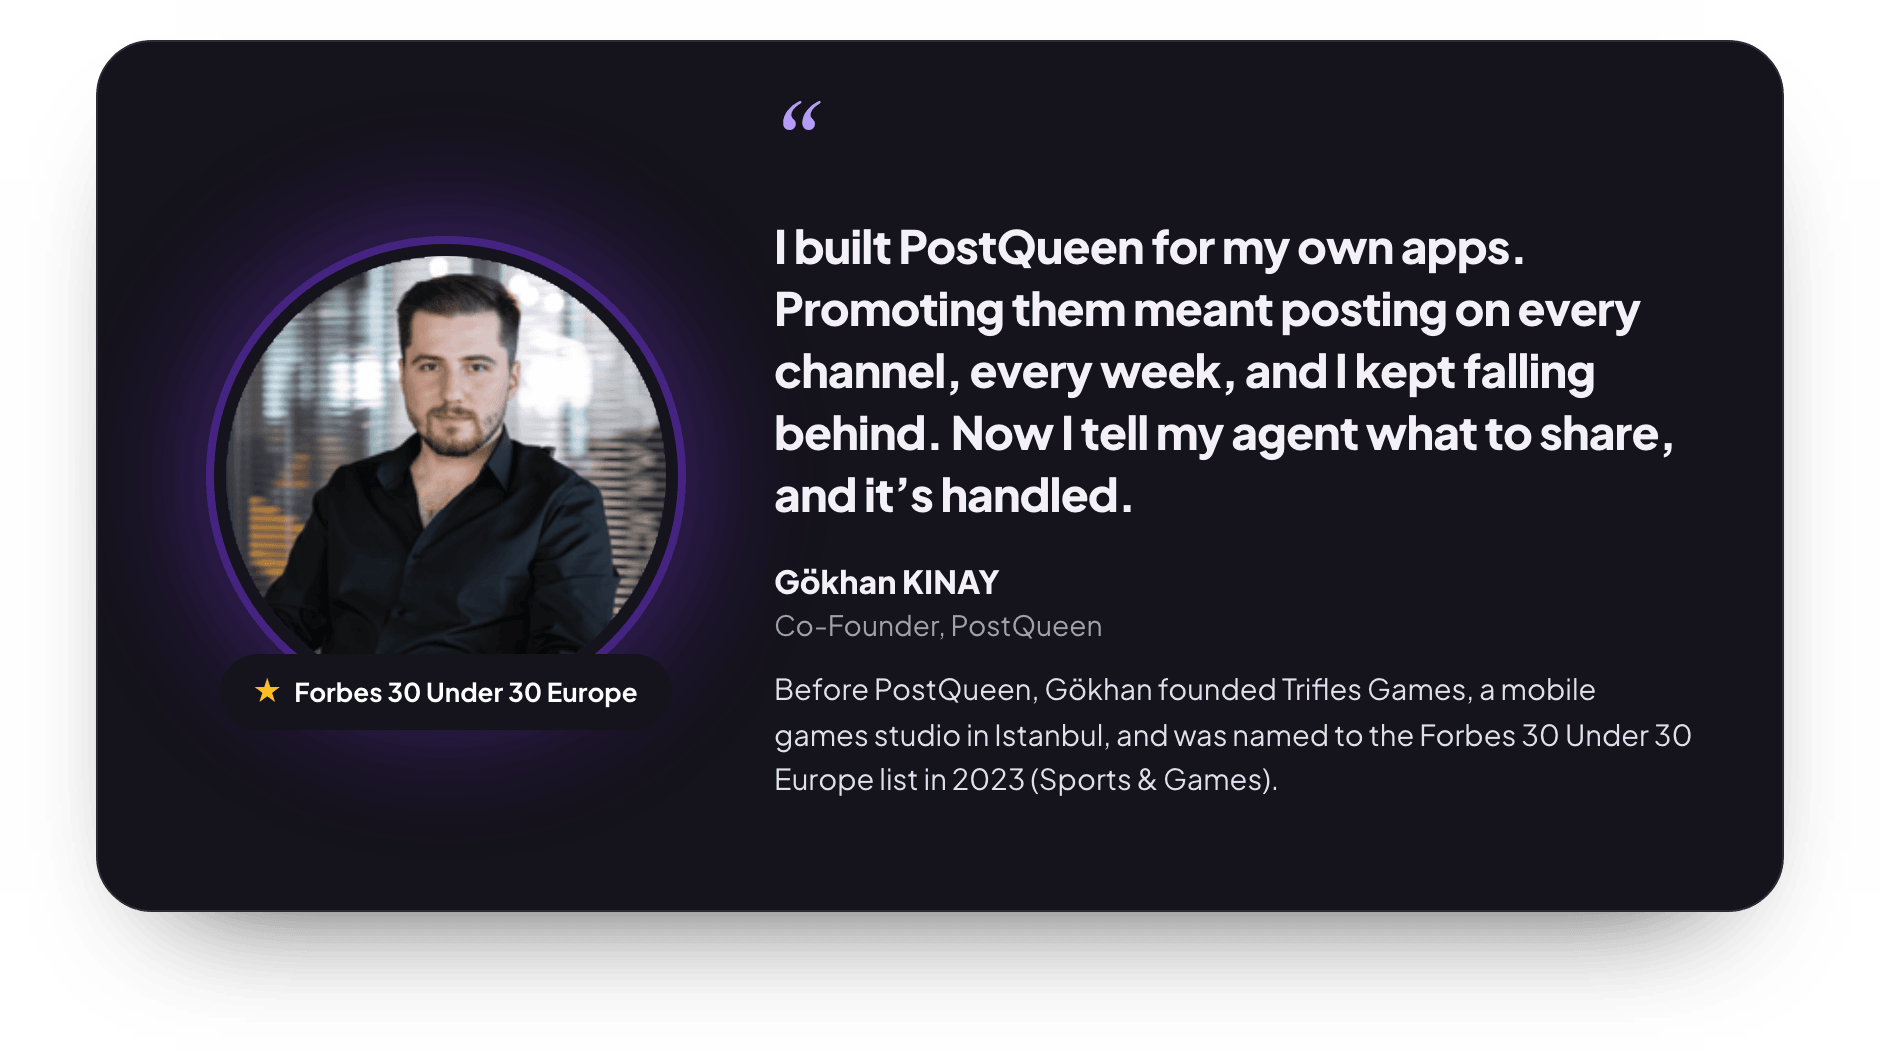 “
I built PostQueen for my own apps.
Promoting them meant posting on every
channel, every week, and I kept falling
behind. Now I tell my agent what to share,
and it’s handled.
Gökhan KINAY
Co-Founder, PostQueen
★ Forbes 30 Under 30 Europe
Before PostQueen, Gökhan founded Trifles Games, a mobile
games studio in Istanbul, and was named to the Forbes 30 Under 30
Europe list in 2023 (Sports & Games).